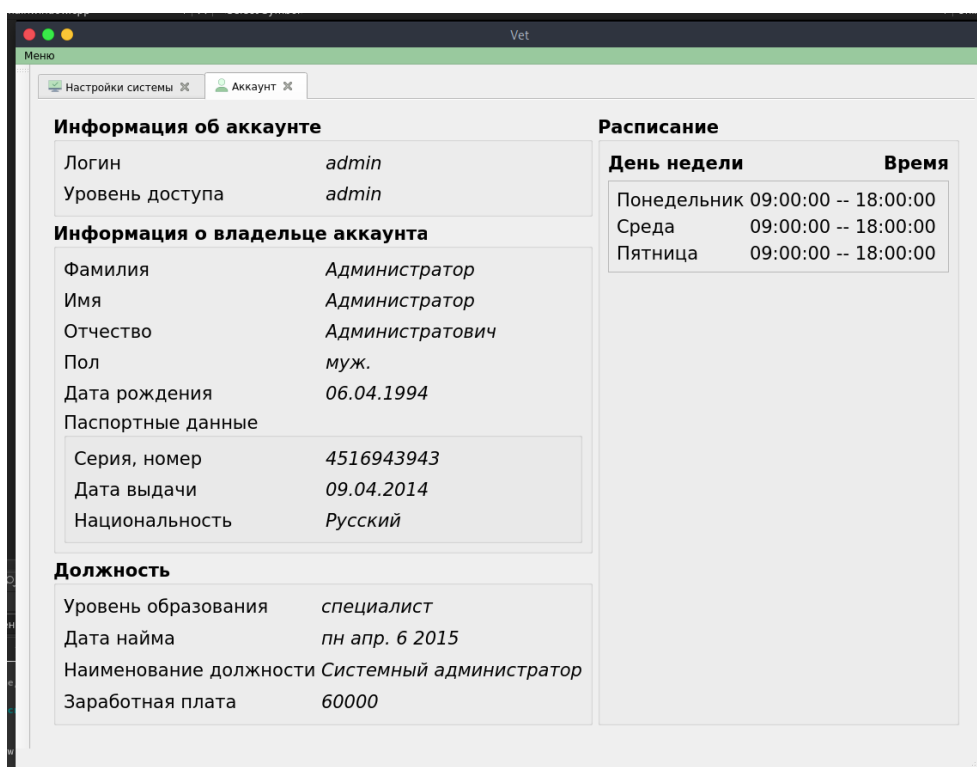 Vet
Меню
Настройки системы
Аккаунт
Информация об аккаунте
Логин admin
Уровень доступа admin
Информация о владельце аккаунта
Фамилия Администратор
Имя Администратор
Отчество Администратович
Пол муж.
Дата рождения 06.04.1994
Паспортные данные
Серия, номер 4516943943
Дата выдачи 09.04.2014
Национальность Русский
Должность
Уровень образования специалист
Дата найма пн апр. 6 2015
Наименование должности Системный администратор
Заработная плата 60000
Расписание
День недели Время
Понедельник 09:00:00 -- 18:00:00
Среда 09:00:00 -- 18:00:00
Пятница 09:00:00 -- 18:00:00